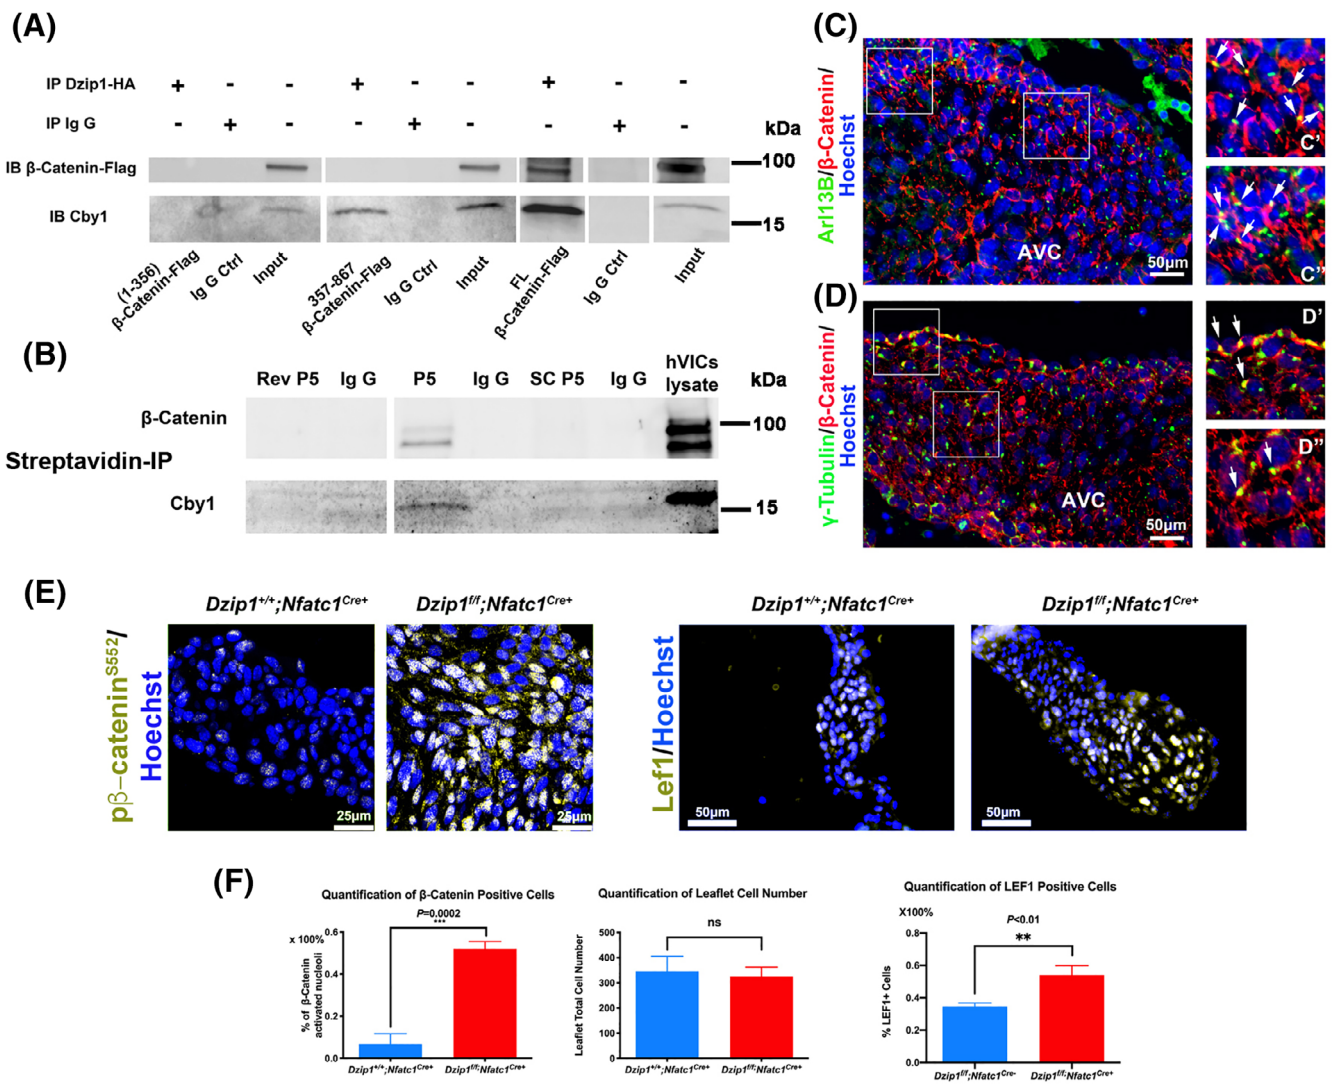 (A)
IP Dzip1-HA + - - + - - + - -
IP Ig G - + - - + - - + -
kDa
IB β-Catenin-Flag
100
IB Cby1
15
(1-356) β-Catenin-Flag
Ig G Ctrl
Input
357-867 β-Catenin-Flag
Ig G Ctrl
Input
FL β-Catenin-Flag
Ig G Ctrl
Input
(B)
Rev P5 Ig G P5 Ig G SC P5 Ig G hVICs lysate kDa
β-Catenin
100
Streptavidin-IP
Cby1
15
(C)
Arl13B/β-Catenin/
Hoechst
AVC
50μm
C'
C"
(D)
γ-Tubulin/β-Catenin/
Hoechst
AVC
50μm
D'
D"
(E)
Dzip1+/+;Nfatc1Cre+
Dzip1f/f;Nfatc1Cre+
pβ-cateninS552/
Hoechst
25μm
25μm
Dzip1+/+;Nfatc1Cre+
Dzip1f/f;Nfatc1Cre+
Lef1/Hoechst
50μm
50μm
(F)
Quantification of β-Catenin Positive Cells
P=0.0002
***
x 100%
% of β-Catenin
activated nucleoli
0.6
0.4
0.2
0.0
Dzip1+/+;Nfatc1Cre+
Dzip1f/f;Nfatc1Cre+
Quantification of Leaflet Cell Number
ns
Leaflet Total Cell Number
500
400
300
200
100
0
Dzip1+/+;Nfatc1Cre+
Dzip1f/f;Nfatc1Cre+
Quantification of LEF1 Positive Cells
X100%
P<0.01
**
% LEF1+ Cells
0.8
0.6
0.4
0.2
0.0
Dzip1f/f;Nfatc1Cre-
Dzip1f/f;Nfatc1Cre+